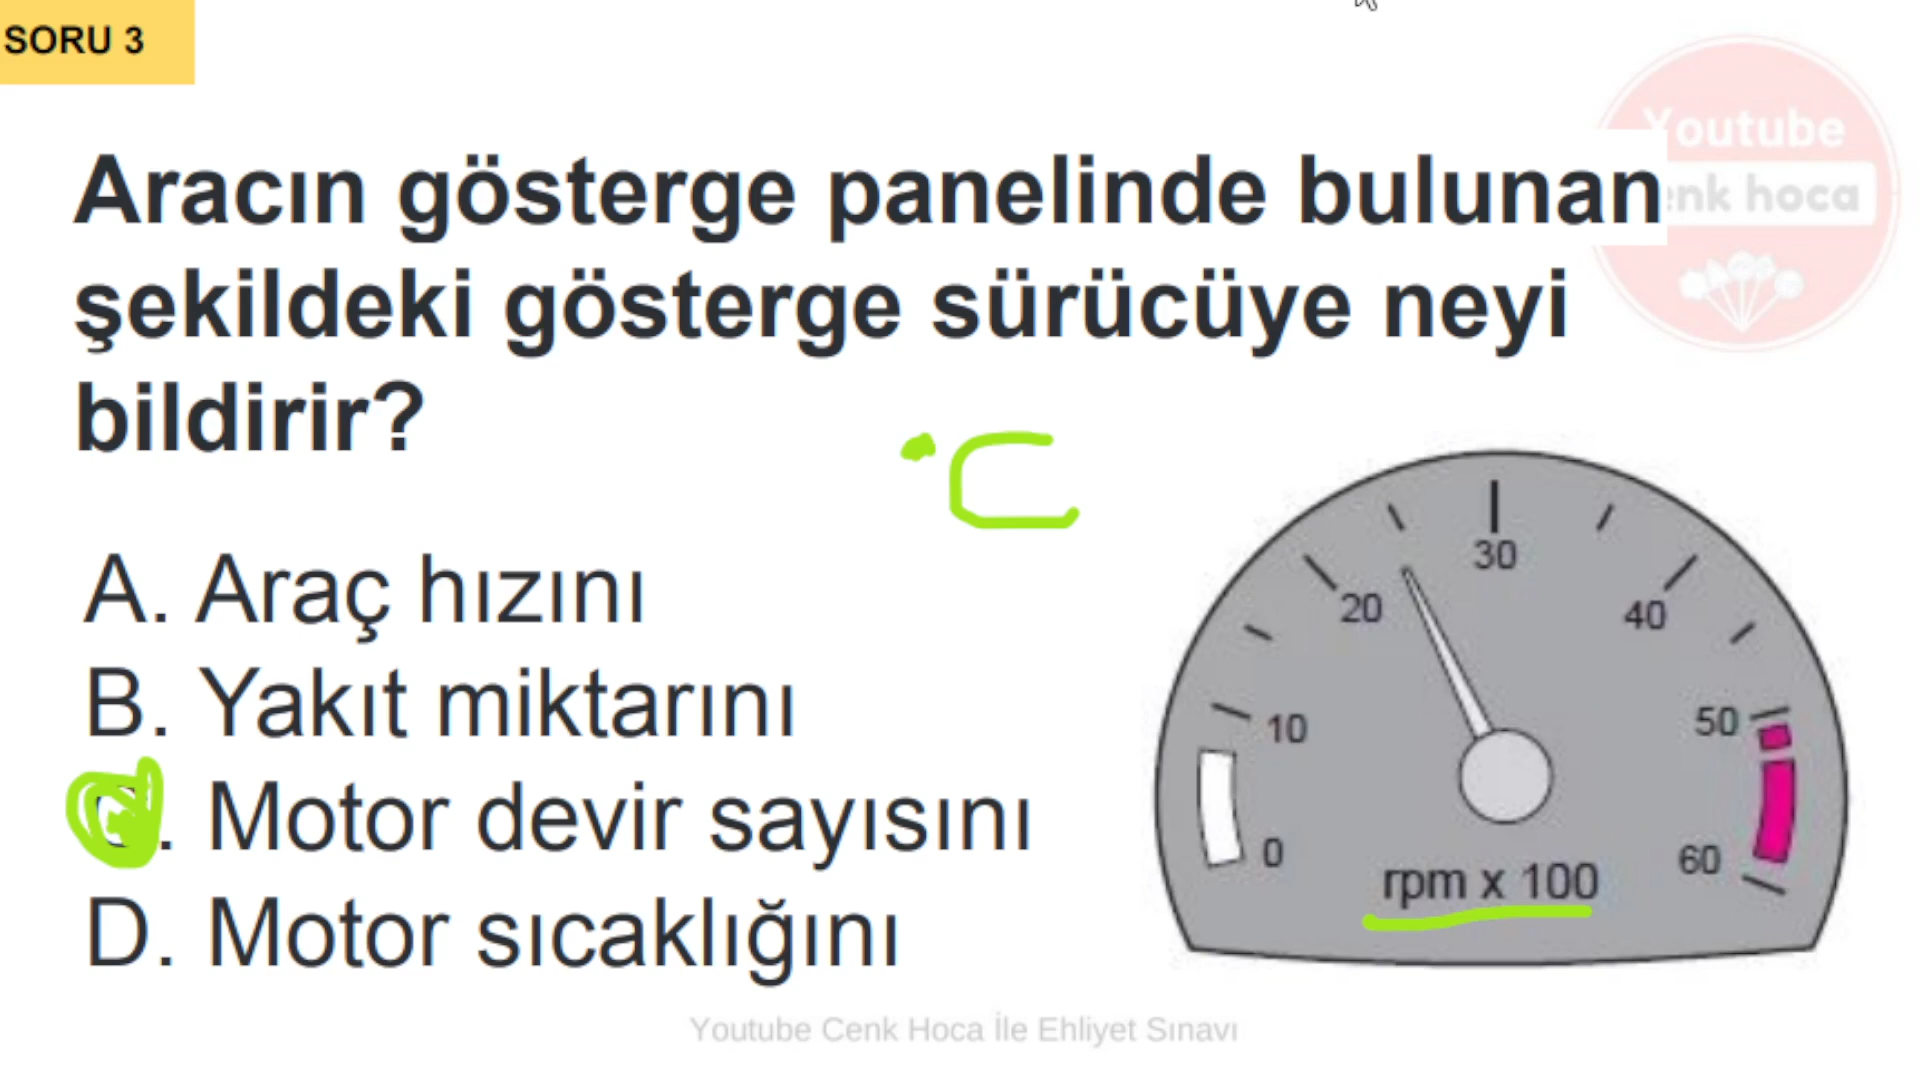 SORU 3
Youtube
enk hoca
Aracın gösterge panelinde bulunan
şekildeki gösterge sürücüye neyi
bildirir?
°C
A. Araç hızını
B. Yakıt miktarını
C. Motor devir sayısını
D. Motor sıcaklığını
0
10
20
30
40
50
60
rpm x 100
Youtube Cenk Hoca İle Ehliyet Sınavı